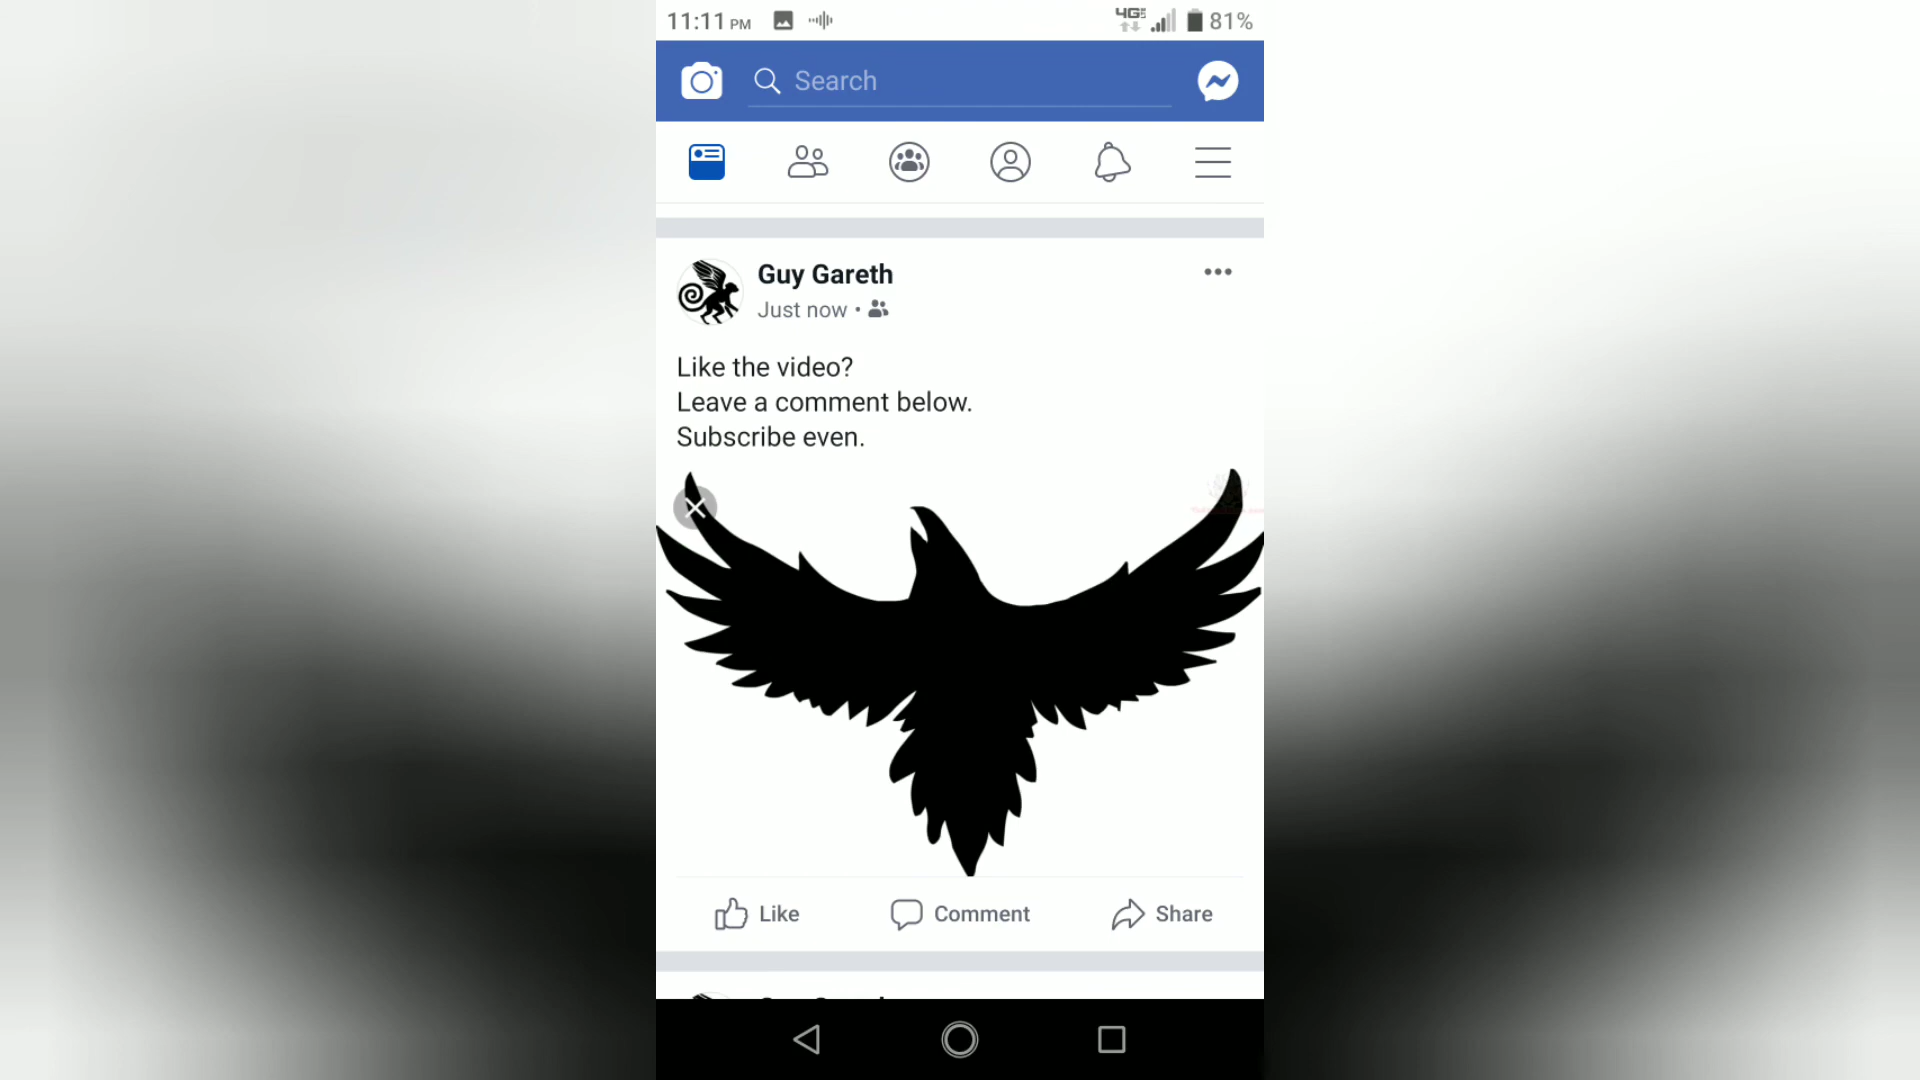 11:11 PM
4G
81%
Search
Guy Gareth
Just now
Like the video?
Leave a comment below.
Subscribe even.
Like
Comment
Share